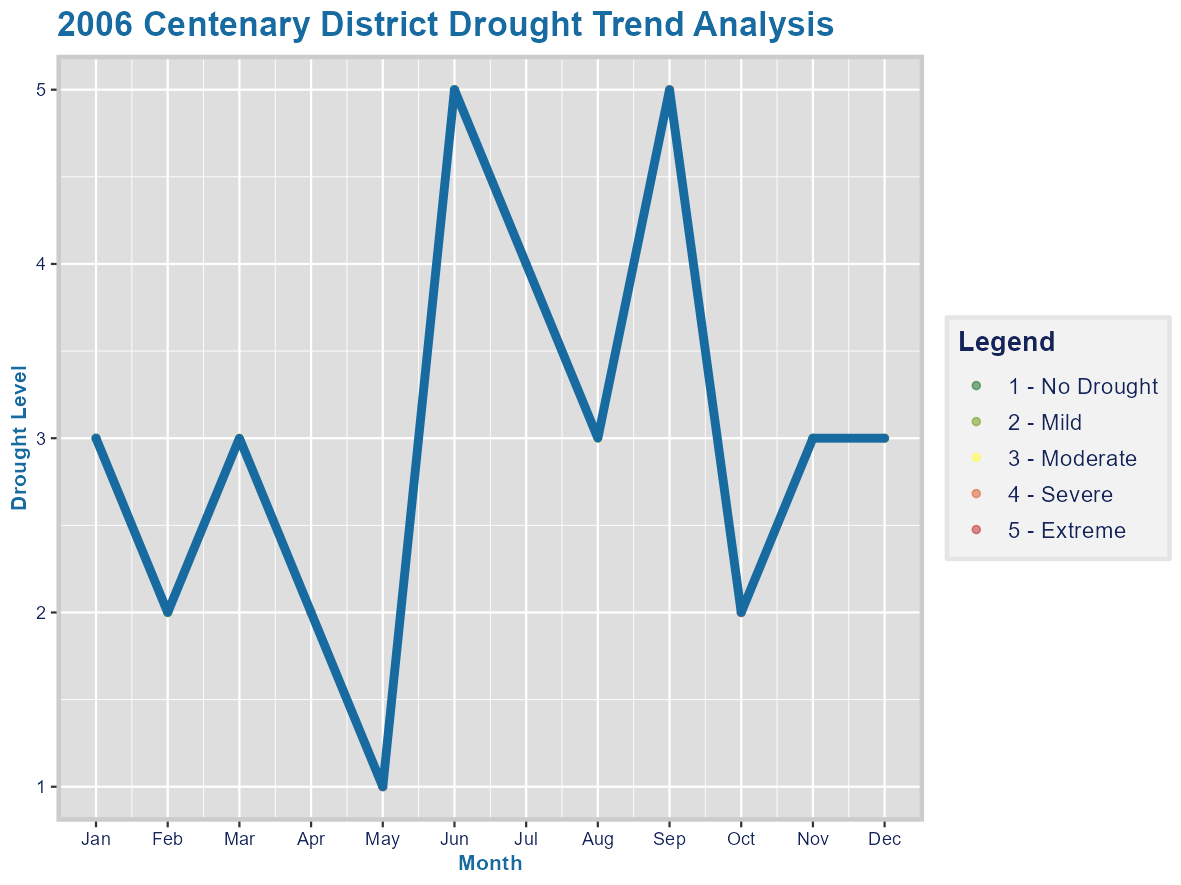 2006 Centenary District Drought Trend Analysis
5
4
3
2
1
Drought Level
Jan Feb Mar Apr May Jun Jul Aug Sep Oct Nov Dec
Month
Legend
1 - No Drought
2 - Mild
3 - Moderate
4 - Severe
5 - Extreme